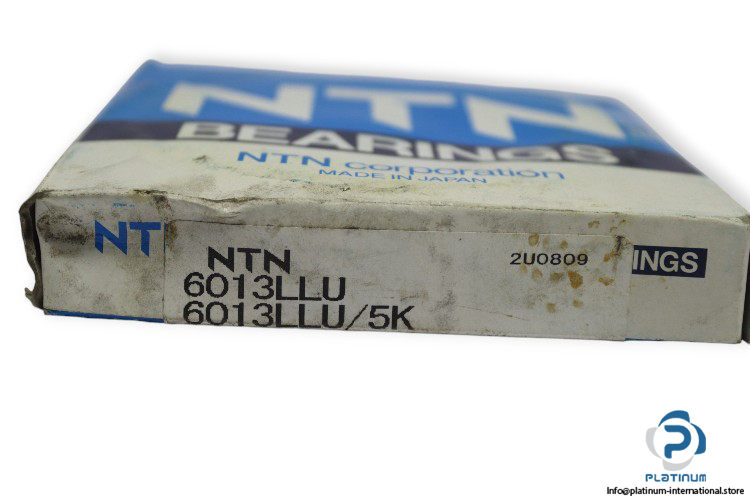 NTN
BEARINGS
NTN corporation
MADE IN JAPAN
NT
INGS
NTN
2U0809
6013LLU
6013LLU/5K
P
PLATINUM
Info@platinum-international.store